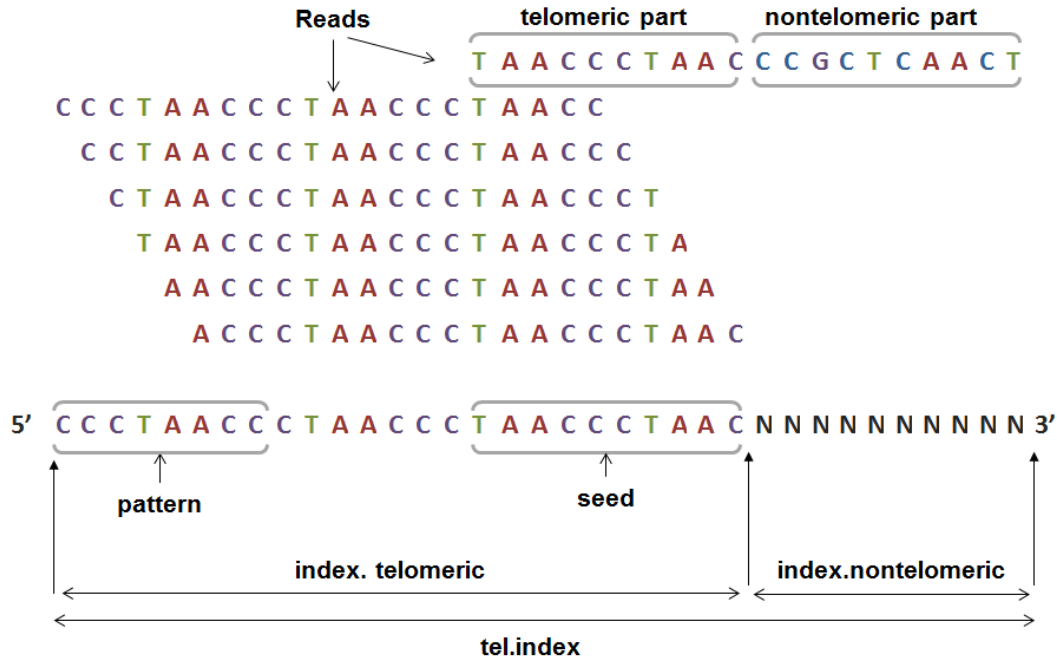 Reads
telomeric part nontelomeric part
T A A C C C T A A C C C G C T C A A C T
C C C T A A C C C T A A C C C T A A C C
C C T A A C C C T A A C C C T A A C C C
C T A A C C C T A A C C C T A A C C C T
T A A C C C T A A C C C T A A C C C T A
A A C C C T A A C C C T A A C C C T A A
A C C C T A A C C C T A A C C C T A A C
5’ C C C T A A C C C T A A C C C T A A C C C T A A C N N N N N N N N N N 3’
pattern seed
index. telomeric index.nontelomeric
tel.index